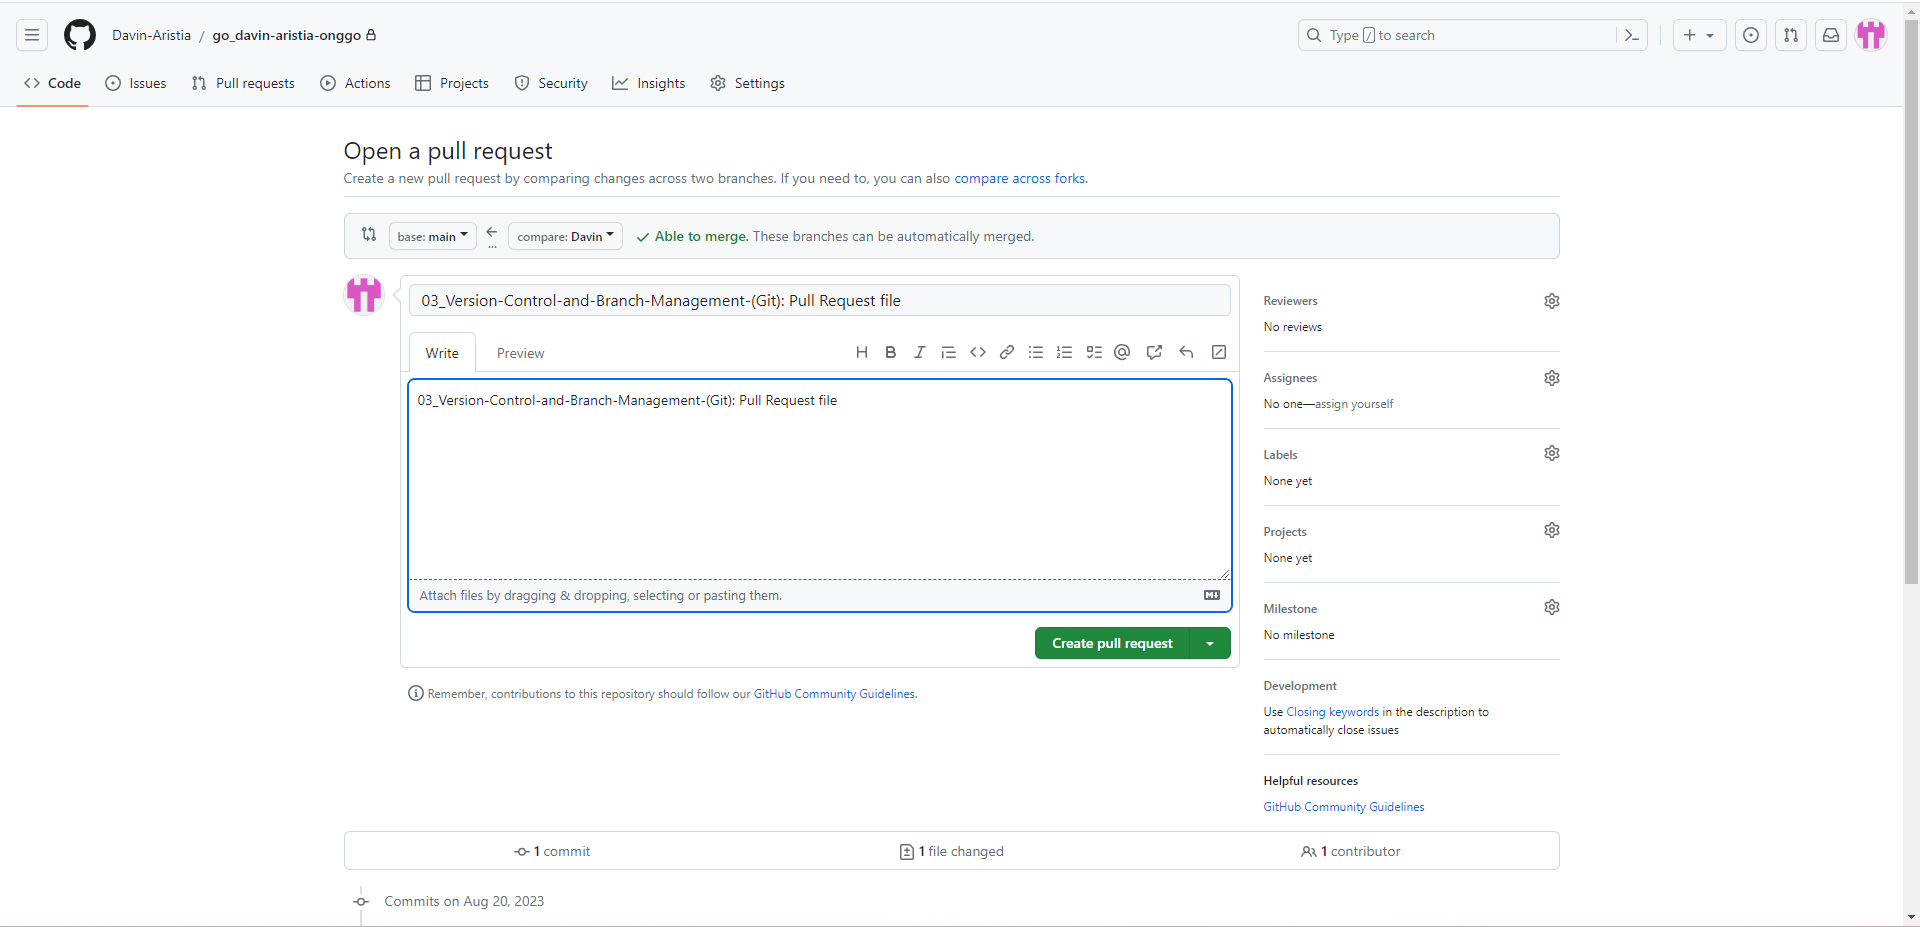 Davin-Aristia / go_davin-aristia-onggo
Type / to search
Code Issues Pull requests Actions Projects Security Insights Settings
Open a pull request
Create a new pull request by comparing changes across two branches. If you need to, you can also compare across forks.
base: main ... compare: Davin Able to merge. These branches can be automatically merged.
03_Version-Control-and-Branch-Management-(Git): Pull Request file
Write Preview
03_Version-Control-and-Branch-Management-(Git): Pull Request file
Attach files by dragging & dropping, selecting or pasting them.
Create pull request
Remember, contributions to this repository should follow our GitHub Community Guidelines.
Reviewers
No reviews
Assignees
No one—assign yourself
Labels
None yet
Projects
None yet
Milestone
No milestone
Development
Use Closing keywords in the description to
automatically close issues
Helpful resources
GitHub Community Guidelines
1 commit 1 file changed 1 contributor
Commits on Aug 20, 2023